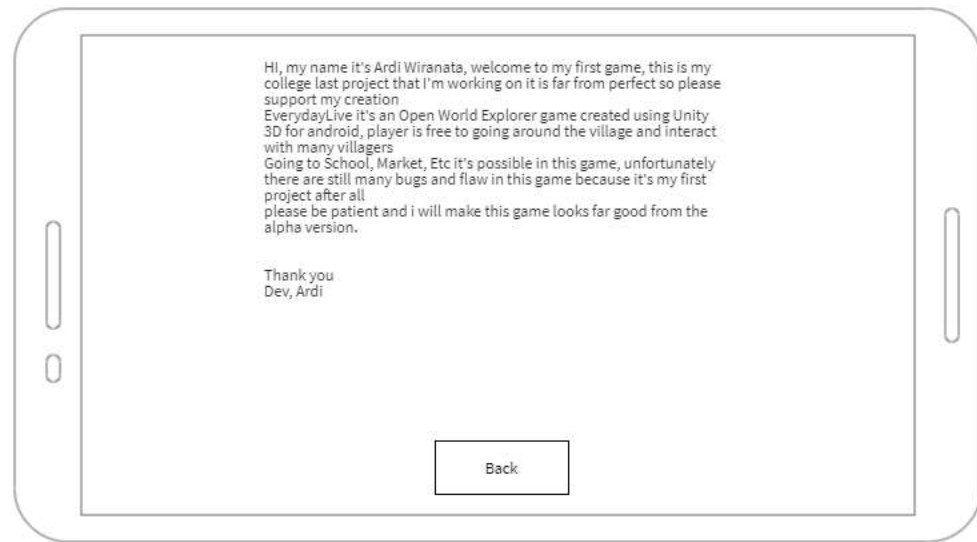 HI, my name it's Ardi Wiranata, welcome to my first game, this is my
college last project that I'm working on it is far from perfect so please
support my creation
EverydayLive it's an Open World Explorer game created using Unity
3D for android, player is free to going around the village and interact
with many villagers
Going to School, Market, Etc it's possible in this game, unfortunately
there are still many bugs and flaw in this game because it's my first
project after all
please be patient and i will make this game looks far good from the
alpha version.
Thank you
Dev, Ardi
Back